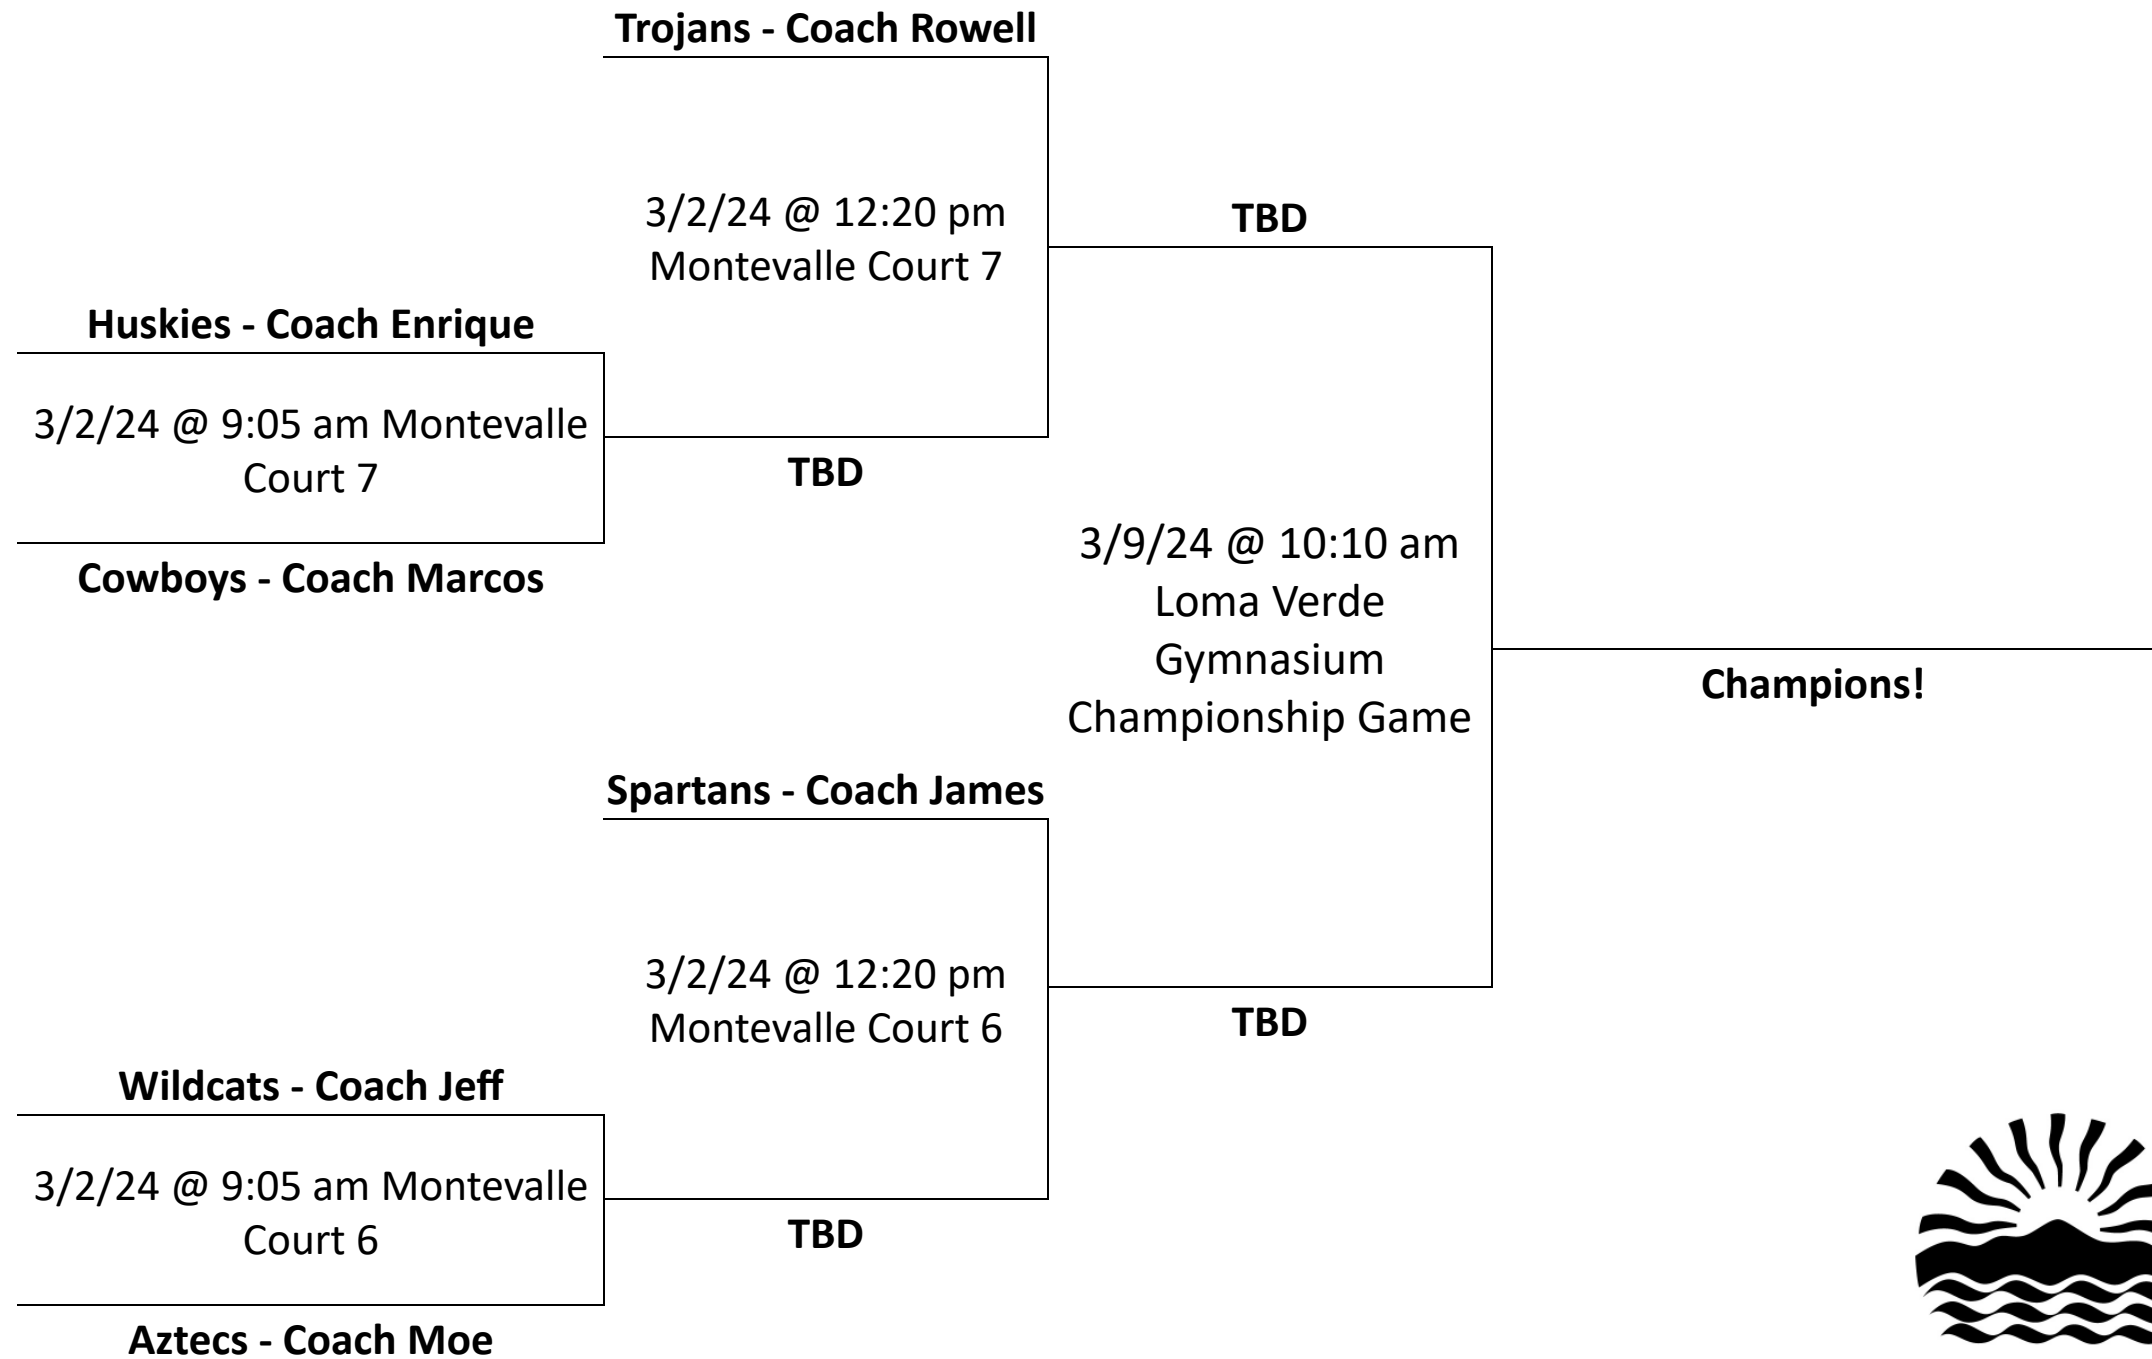 Trojans - Coach Rowell
3/2/24 @ 12:20 pm
Montevalle Court 7
TBD
Huskies - Coach Enrique
3/2/24 @ 9:05 am Montevalle
Court 7
TBD
Cowboys - Coach Marcos
3/9/24 @ 10:10 am
Loma Verde
Gymnasium
Championship Game
Champions!
Spartans - Coach James
3/2/24 @ 12:20 pm
Montevalle Court 6
TBD
Wildcats - Coach Jeff
3/2/24 @ 9:05 am Montevalle
Court 6
TBD
Aztecs - Coach Moe